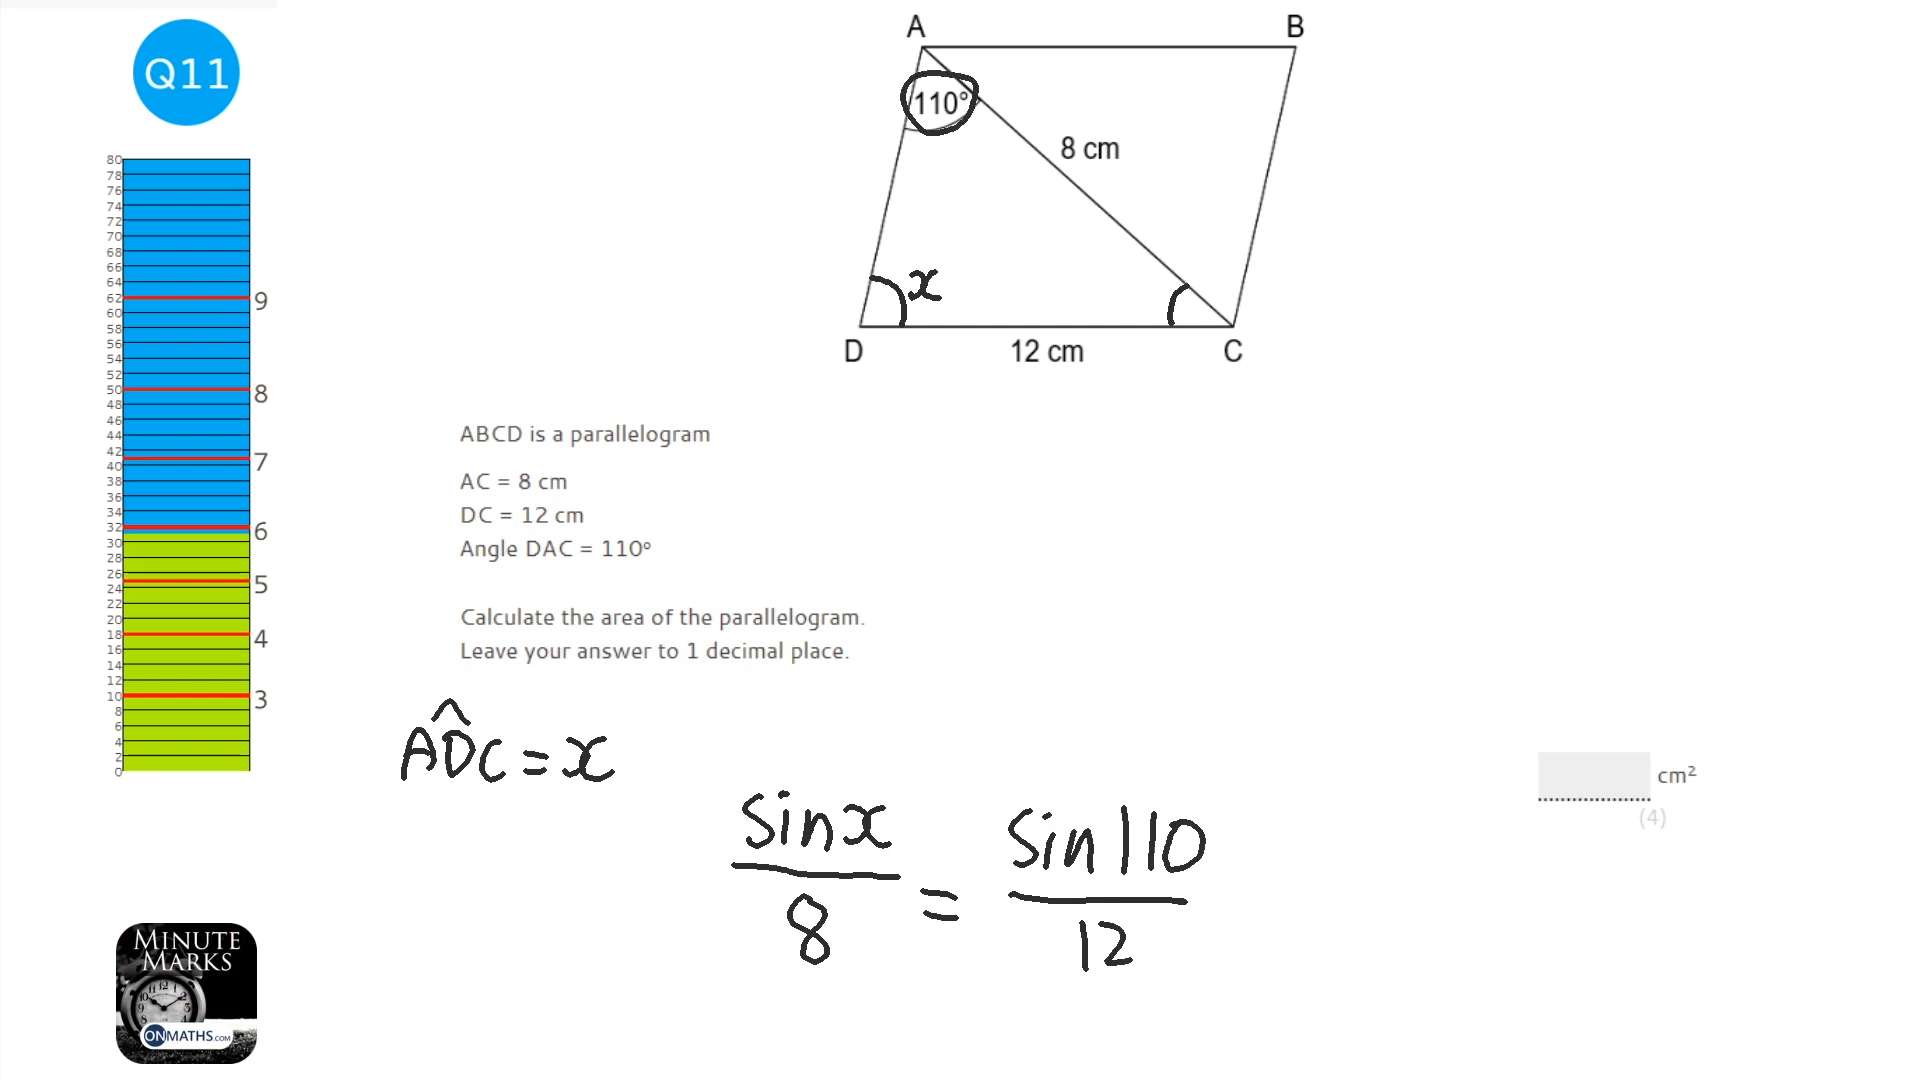 Q11
80
78
76
74
72
70
68
66
64
62
60
58
56
54
52
50
48
46
44
42
40
38
36
34
32
30
28
26
24
22
20
18
16
14
12
10
8
6
4
2
0
9
8
7
6
5
4
3
A B
110°
8 cm
x
D 12 cm C
ABCD is a parallelogram
AC = 8 cm
DC = 12 cm
Angle DAC = 110°
Calculate the area of the parallelogram.
Leave your answer to 1 decimal place.
AD̂C = x
sin x / 8 = sin 110 / 12
cm²
(4)
MINUTE
MARKS
ONMATHS.COM